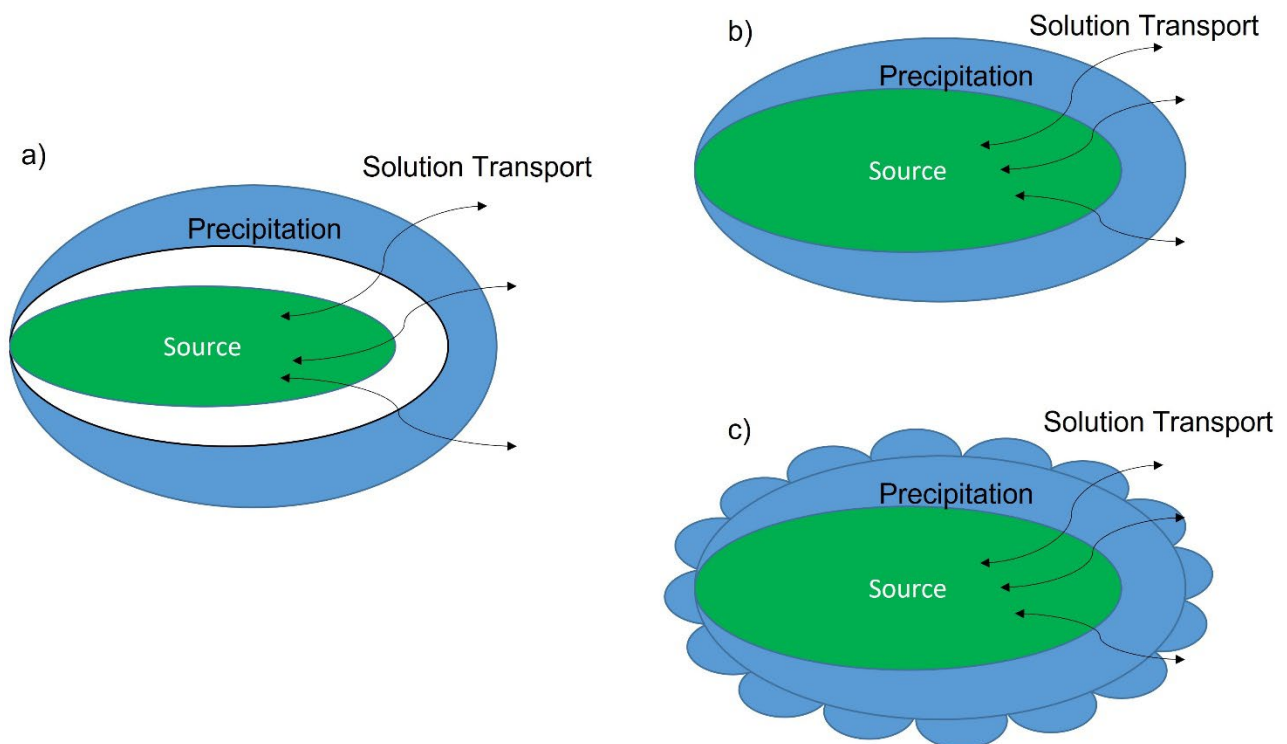 a)
Solution Transport
Precipitation
Source
b)
Solution Transport
Precipitation
Source
c)
Solution Transport
Precipitation
Source